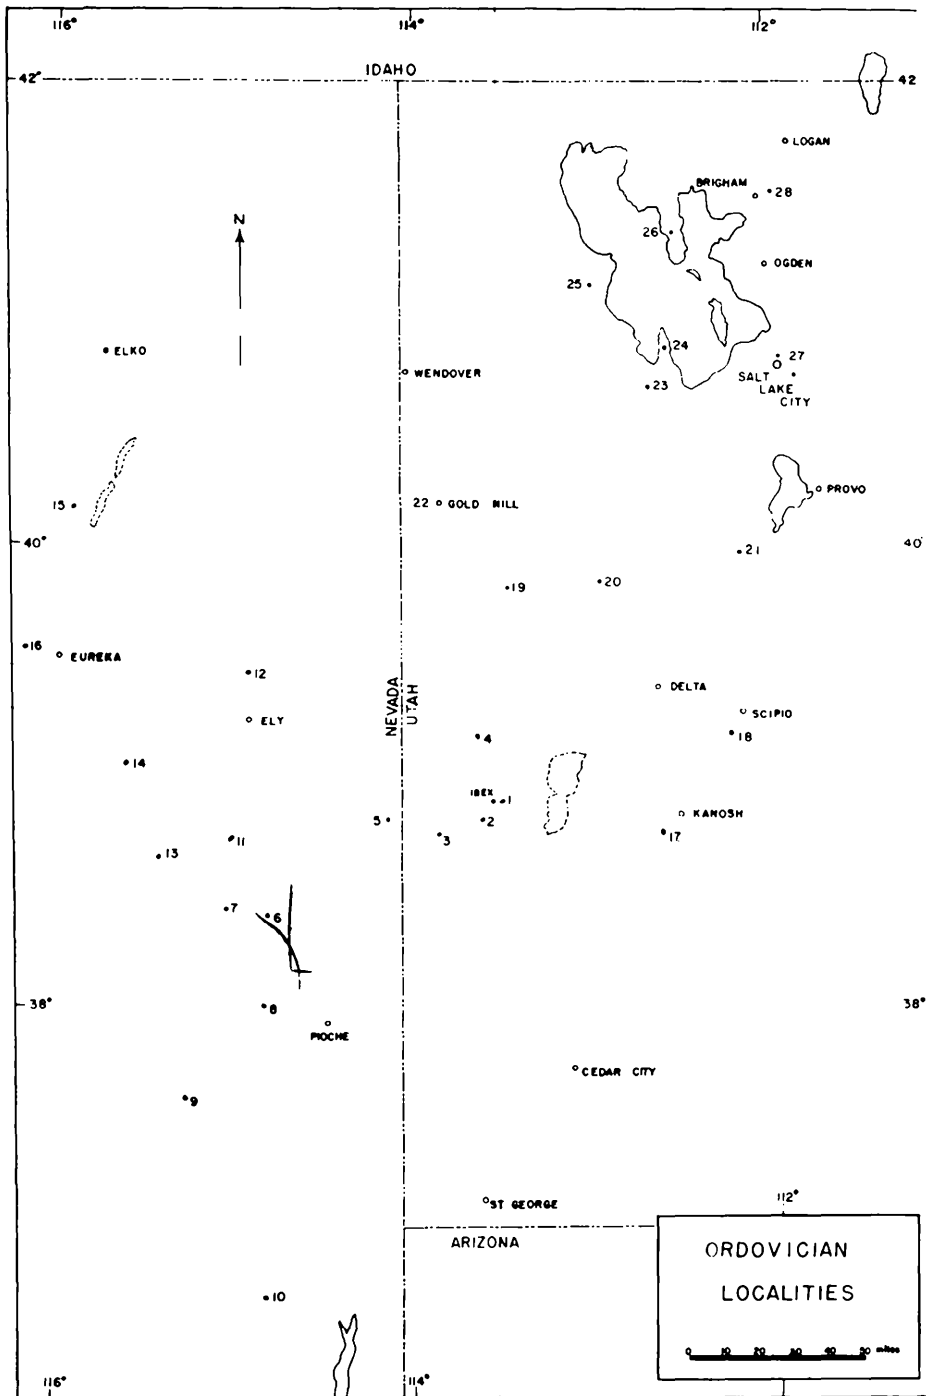 116°
114°
112°
42°
IDAHO
42
LOGAN
BRIGHAM
28
N
26
OGDEN
25
ELKO
24
27
WENDOVER
SALT
LAKE
CITY
23
15
22 GOLD HILL
PROVO
40°
21
40
19
20
16
EUREKA
12
NEVADA
UTAH
DELTA
ELY
SCIPIO
4
18
14
IBEX
1
5
2
KANOSH
3
17
11
13
7
6
38°
8
38°
PIOCHE
CEDAR CITY
9
ST GEORGE
112°
ARIZONA
ORDOVICIAN
LOCALITIES
10
0 10 20 30 40 50 miles
116°
114°